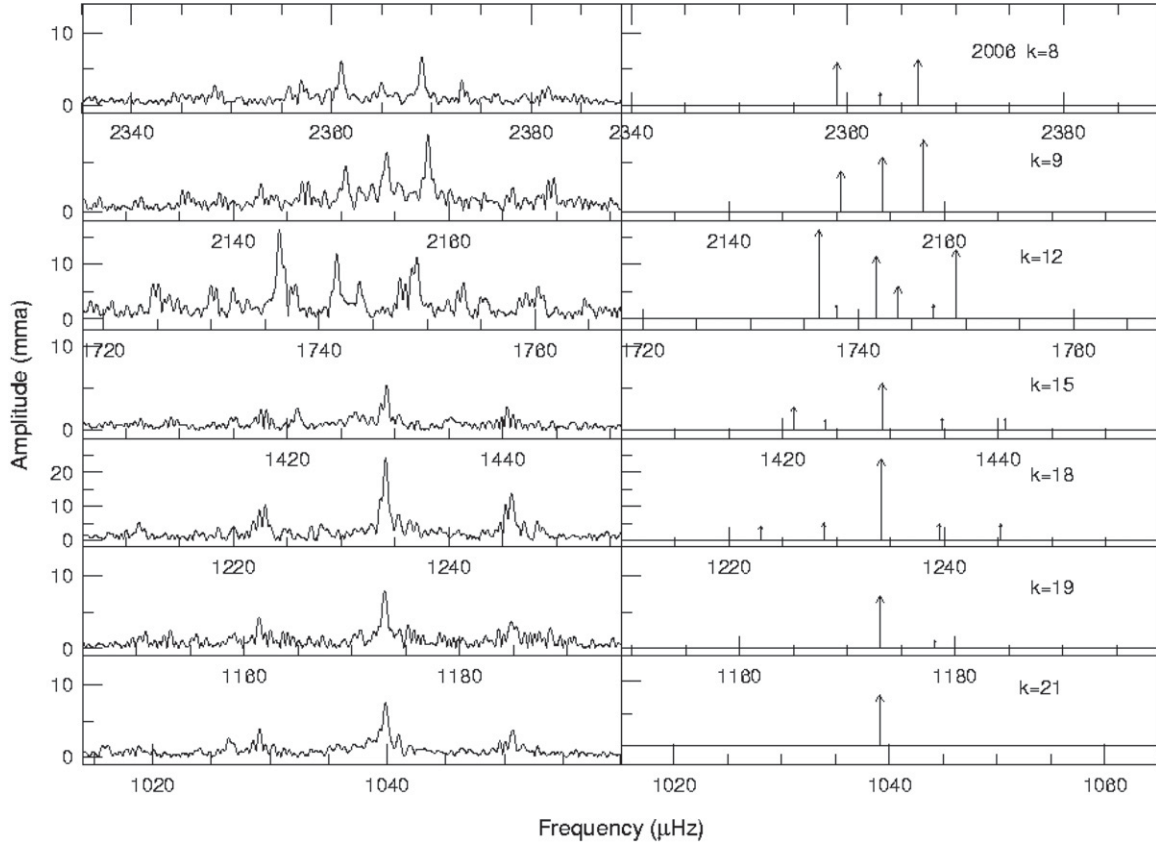 10
2006 k=8
0
2340 2360 2380 2340 2360 2380
k=9
0
2140 2160 2140 2160
10
k=12
0
1720 1740 1760 1720 1740 1760
10
k=15
0
1420 1440 1420 1440
20
k=18
10
0
1220 1240 1220 1240
10
k=19
0
1160 1180 1160 1180
10
k=21
0
1020 1040 1020 1040 1060
Amplitude (mma)
Frequency (μHz)